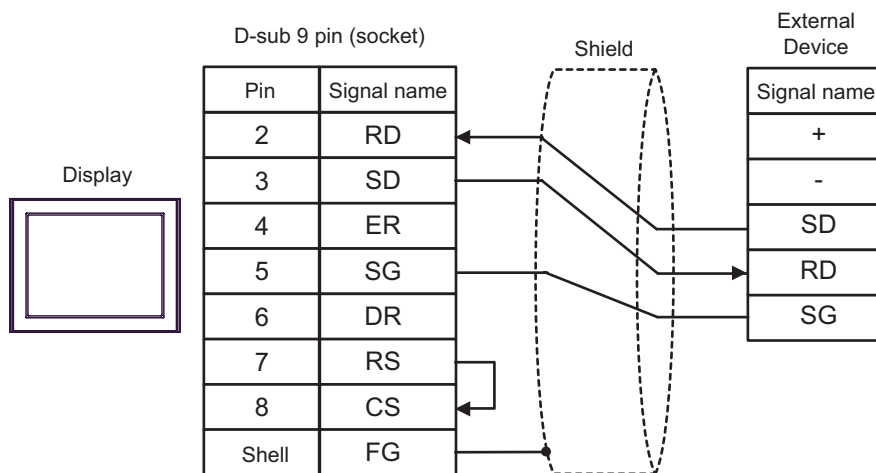 D-sub 9 pin (socket)
Shield
External
Device
Display
Pin Signal name
2 RD
3 SD
4 ER
5 SG
6 DR
7 RS
8 CS
Shell FG
Signal name
+
-
SD
RD
SG